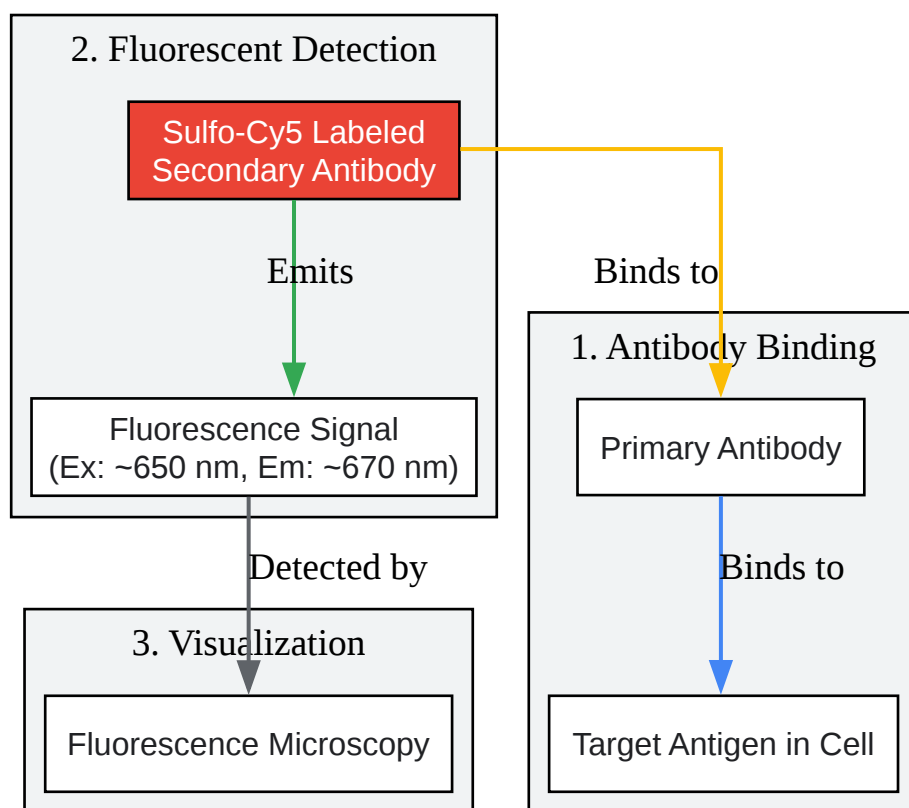 2. Fluorescent Detection
Sulfo-Cy5 Labeled
Secondary Antibody
Emits
Binds to
Fluorescence Signal
(Ex: ~650 nm, Em: ~670 nm)
1. Antibody Binding
Primary Antibody
Detected by
Binds to
3. Visualization
Fluorescence Microscopy
Target Antigen in Cell